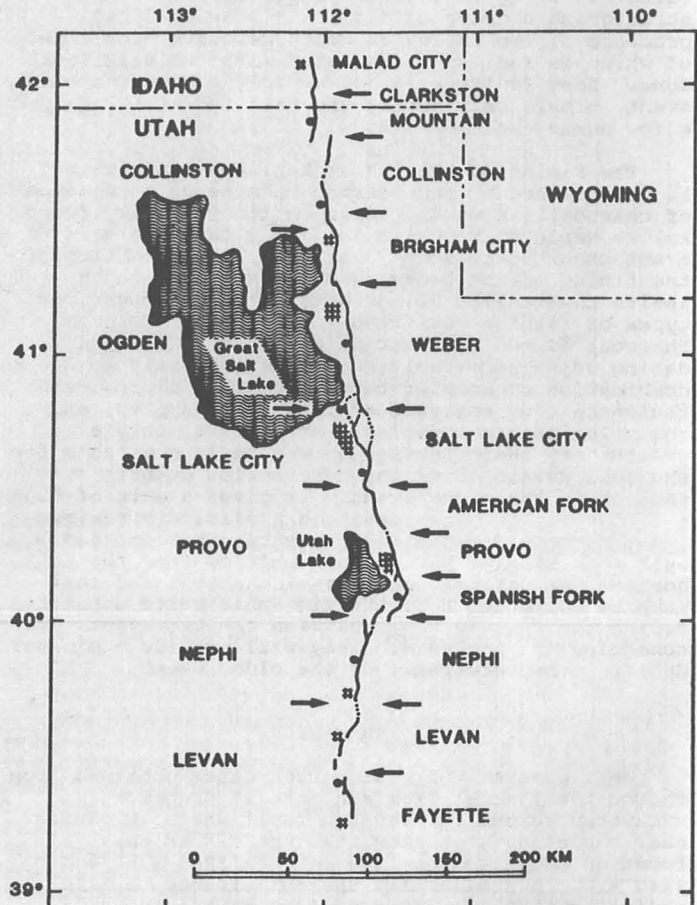 113° 112° 111° 110°
MALAD CITY
42°
IDAHO
CLARKSTON
UTAH
MOUNTAIN
COLLINSTON
COLLINSTON
WYOMING
BRIGHAM CITY
OGDEN
WEBER
41°
Great
Salt
Lake
SALT LAKE CITY
SALT LAKE CITY
AMERICAN FORK
PROVO
Utah
Lake
PROVO
SPANISH FORK
40°
NEPHI
NEPHI
LEVAN
LEVAN
FAYETTE
0 50 100 200 KM
39°